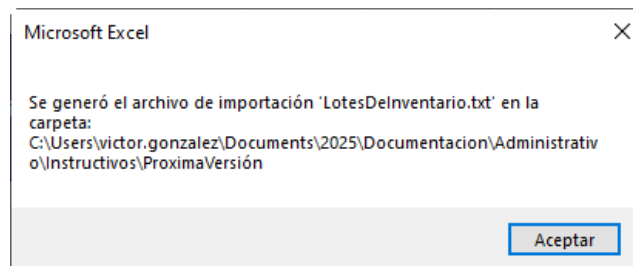 Microsoft Excel
Se generó el archivo de importación 'LotesDeInventario.txt' en la
carpeta:
C:\Users\victor.gonzalez\Documents\2025\Documentacion\Administrativ
o\Instructivos\ProximaVersión
Aceptar